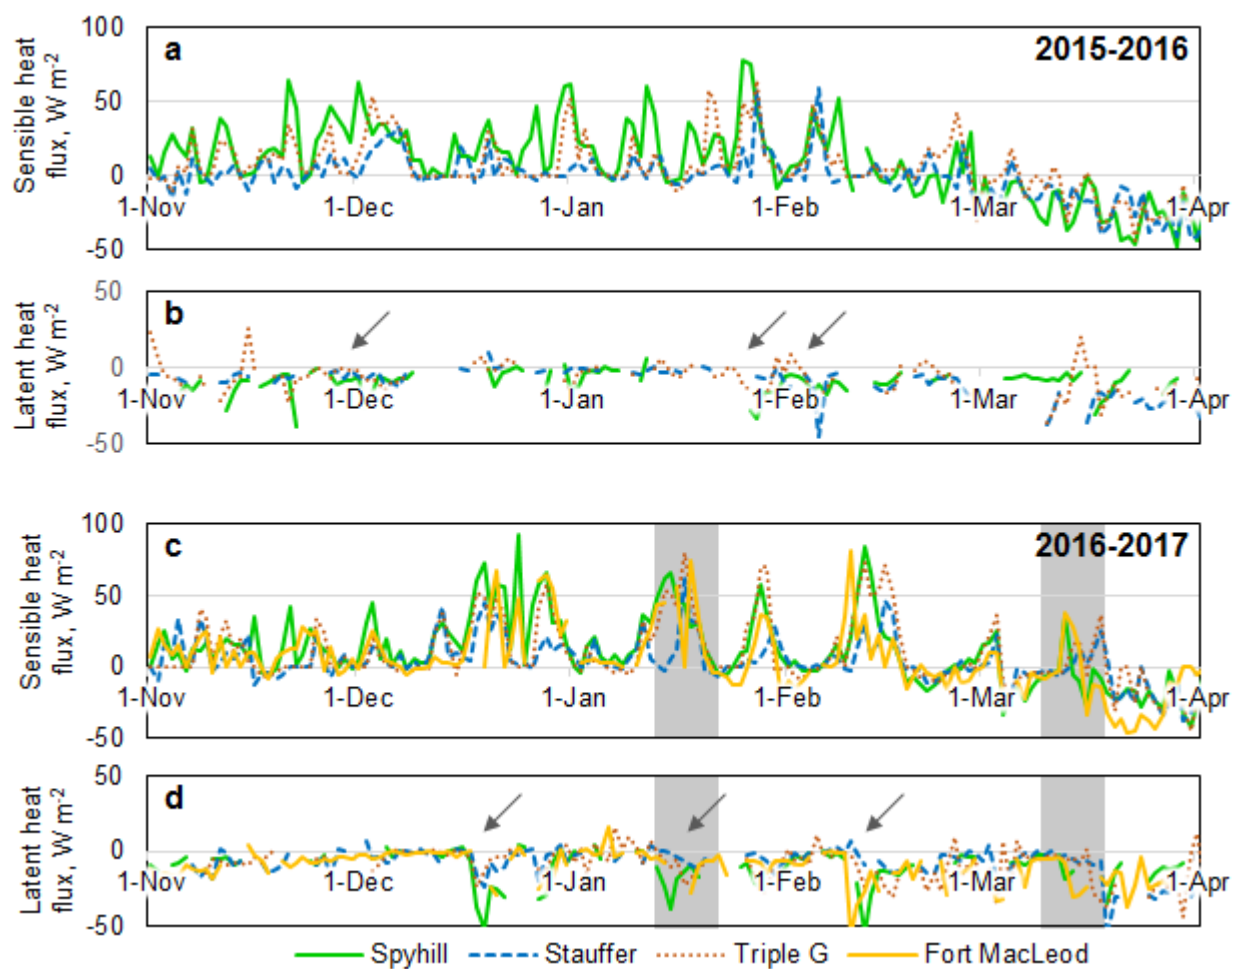 100
50
0
-50
Sensible heat
flux, W m-2
a
2015-2016
1-Nov
1-Dec
1-Jan
1-Feb
1-Mar
1-Apr
50
0
-50
Latent heat
flux, W m-2
b
1-Nov
1-Dec
1-Jan
1-Feb
1-Mar
1-Apr
100
50
0
-50
Sensible heat
flux, W m-2
c
2016-2017
1-Nov
1-Dec
1-Jan
1-Feb
1-Mar
1-Apr
50
0
-50
Latent heat
flux, W m-2
d
1-Nov
1-Dec
1-Jan
1-Feb
1-Mar
1-Apr
Spyhill Stauffer Triple G Fort MacLeod